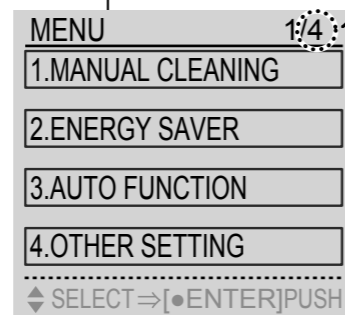 MENU 1/4
1.MANUAL CLEANING
2.ENERGY SAVER
3.AUTO FUNCTION
4.OTHER SETTING
SELECT⇒[●ENTER]PUSH